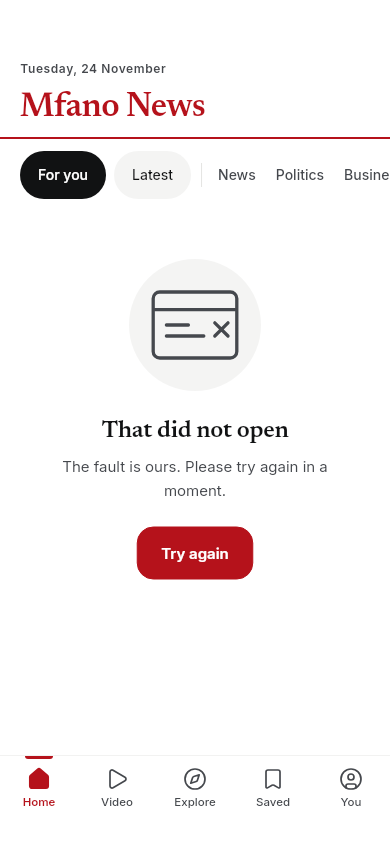 Tuesday, 24 November
Mfano News
For you
Latest
News
Politics
Busine
That did not open
The fault is ours. Please try again in a
moment.
Try again
Home
Video
Explore
Saved
You